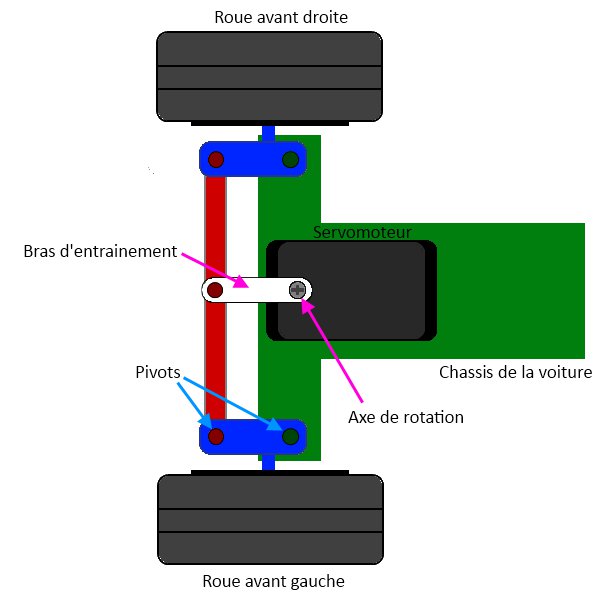 Roue avant droite
Servomoteur
Bras d'entrainement
Pivots
Chassis de la voiture
Axe de rotation
Roue avant gauche